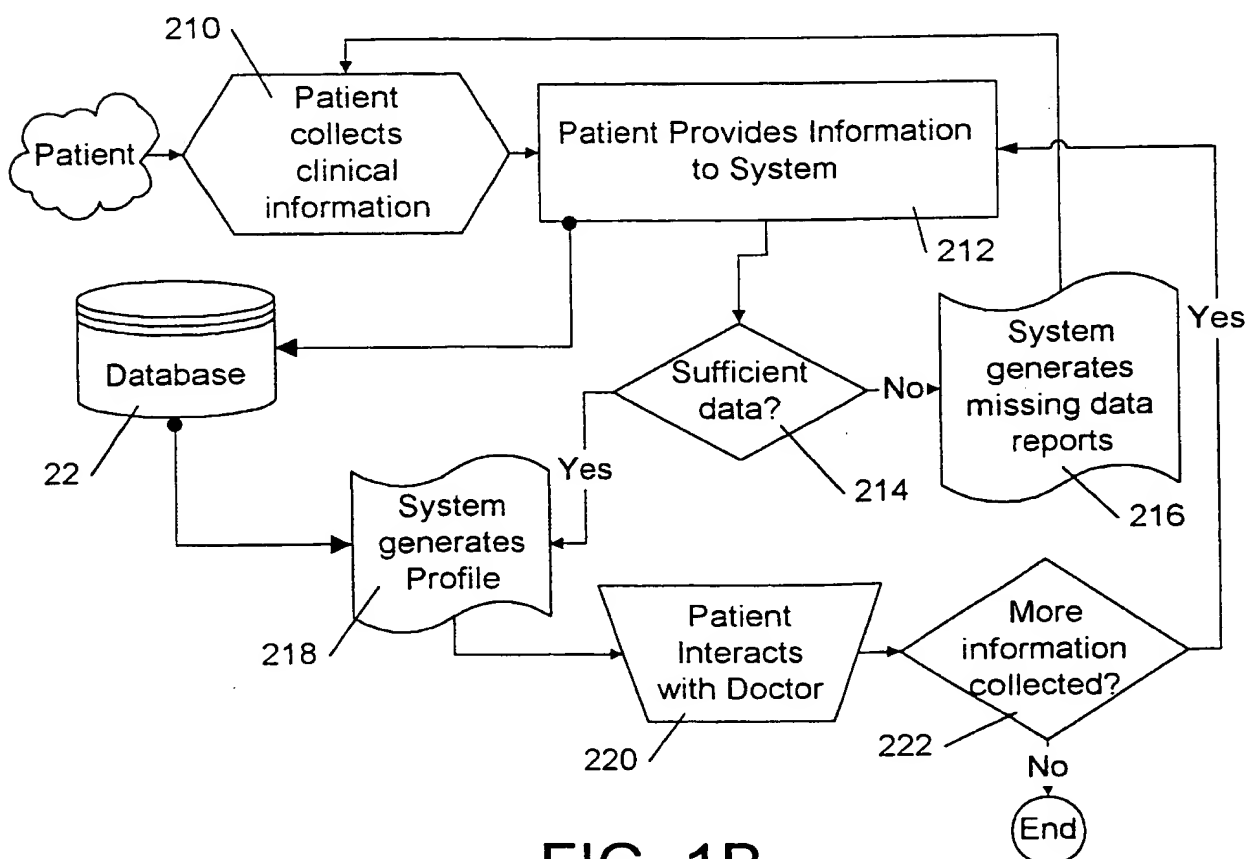 210
Patient
Patient
collects
clinical
information
Patient Provides Information
to System
212
Database
22
Sufficient
data?
214
No
Yes
System
generates
missing data
reports
216
Yes
System
generates
Profile
218
Patient
Interacts
with Doctor
220
More
information
collected?
222
No
End
FIG. 1B